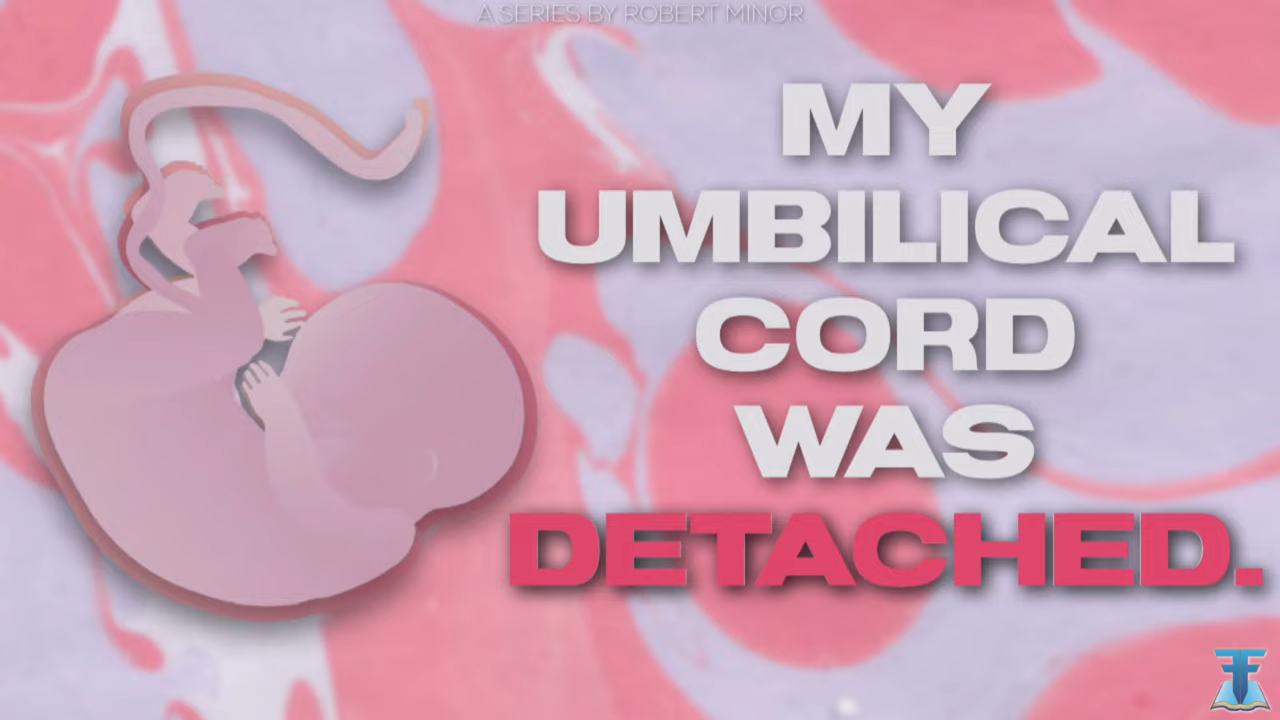 A SERIES BY ROBERT MINOR
MY
UMBILICAL
CORD
WAS
DETACHED.